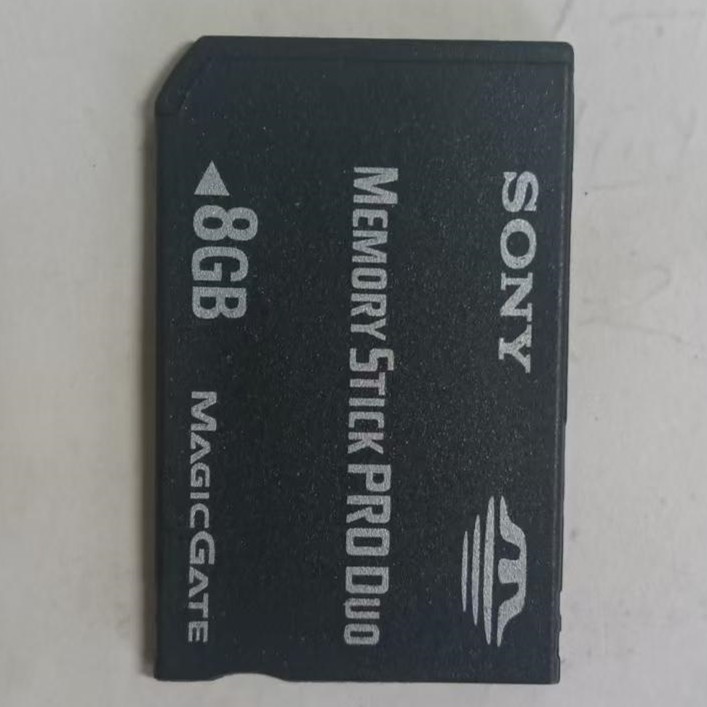 SONY
MEMORY STICK PRO DUO
◀8GB MAGICGATE